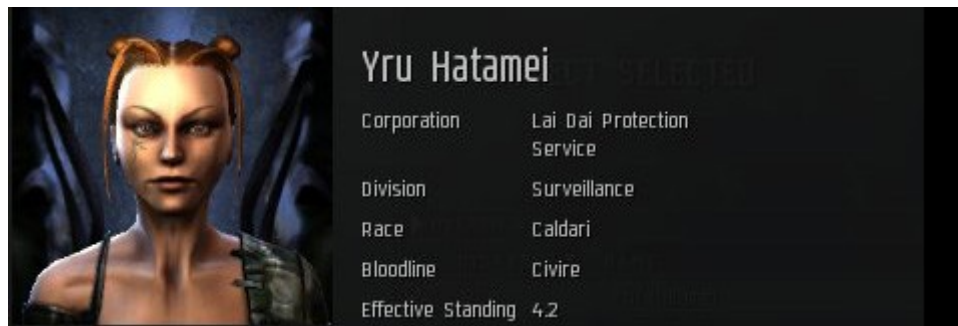 Yru Hatamei
Corporation Lai Dai Protection
Service
Division Surveillance
Race Caldari
Bloodline Civire
Effective Standing 4.2